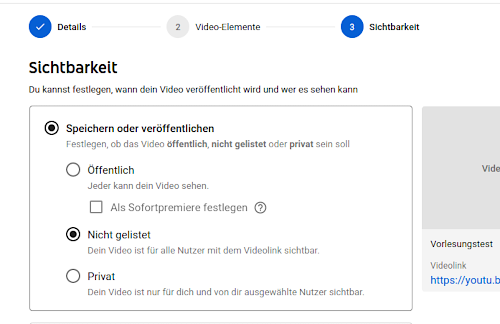 Details
2
Video-Elemente
3
Sichtbarkeit
Sichtbarkeit
Du kannst festlegen, wann dein Video veröffentlicht wird und wer es sehen kann
Speichern oder veröffentlichen
Festlegen, ob das Video öffentlich, nicht gelistet oder privat sein soll
Öffentlich
Jeder kann dein Video sehen.
Als Sofortpremiere festlegen ?
Nicht gelistet
Dein Video ist für alle Nutzer mit dem Videolink sichtbar.
Privat
Dein Video ist nur für dich und von dir ausgewählte Nutzer sichtbar.
Vide
Vorlesungstest
Videolink
https://youtu.b